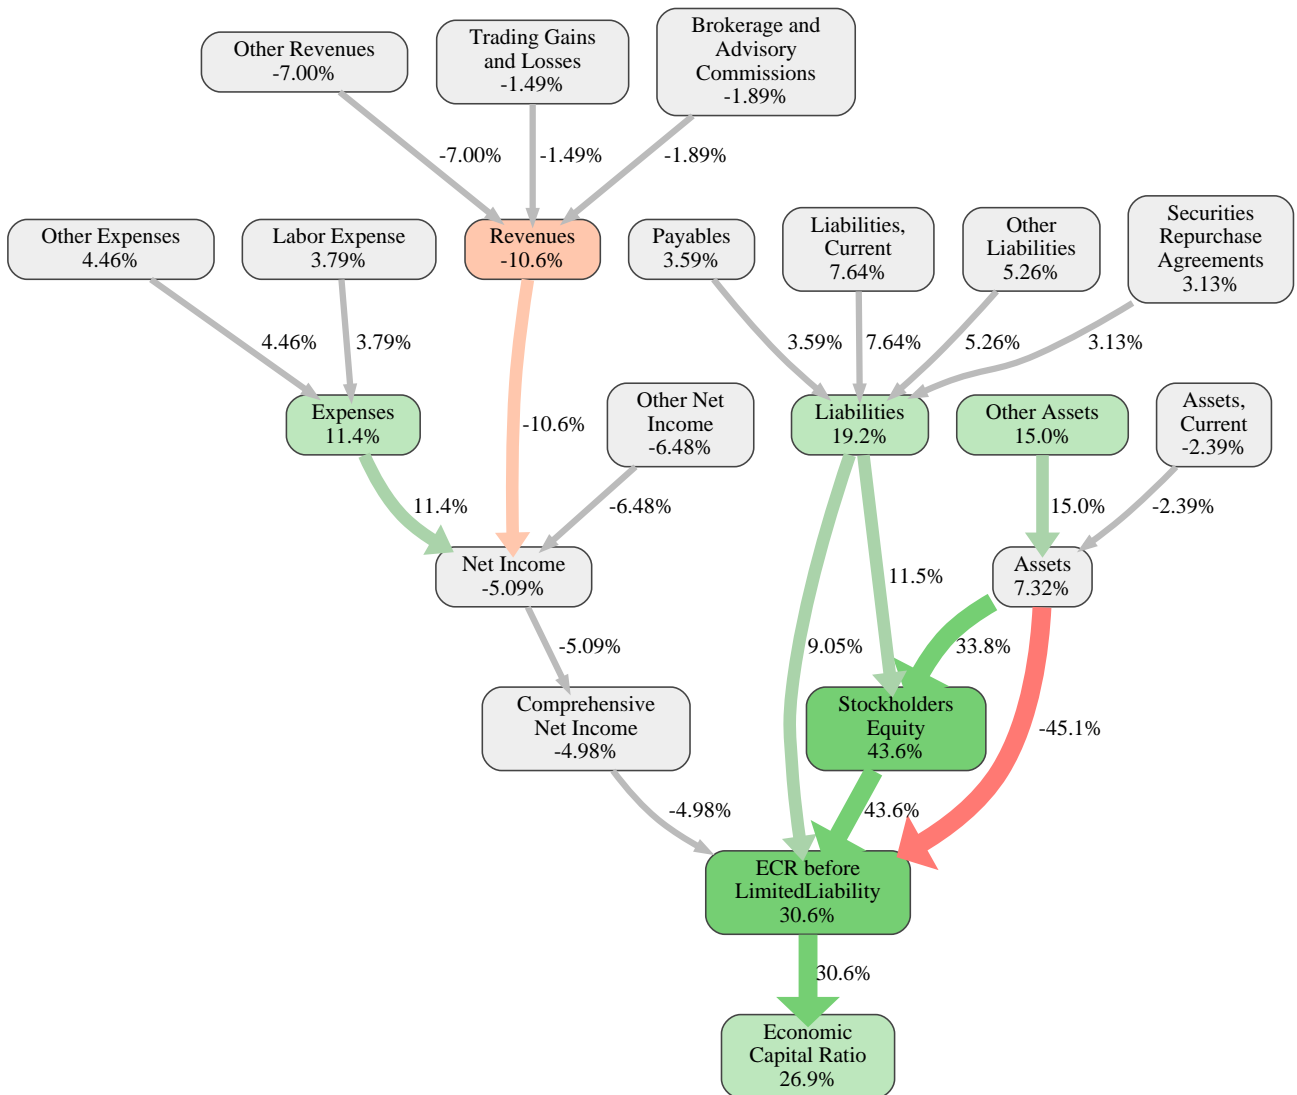 Other Revenues
-7.00%
Trading Gains
and Losses
-1.49%
Brokerage and
Advisory
Commissions
-1.89%
-7.00%
-1.49%
-1.89%
Other Expenses
4.46%
Labor Expense
3.79%
Revenues
-10.6%
Payables
3.59%
Liabilities,
Current
7.64%
Other
Liabilities
5.26%
Securities
Repurchase
Agreements
3.13%
4.46%
3.79%
3.59%
7.64%
5.26%
3.13%
Expenses
11.4%
-10.6%
Other Net
Income
-6.48%
Liabilities
19.2%
Other Assets
15.0%
Assets,
Current
-2.39%
11.4%
-6.48%
15.0%
-2.39%
Net Income
-5.09%
11.5%
Assets
7.32%
-5.09%
9.05%
33.8%
Comprehensive
Net Income
-4.98%
Stockholders
Equity
43.6%
-45.1%
-4.98%
43.6%
ECR before
LimitedLiability
30.6%
30.6%
Economic
Capital Ratio
26.9%